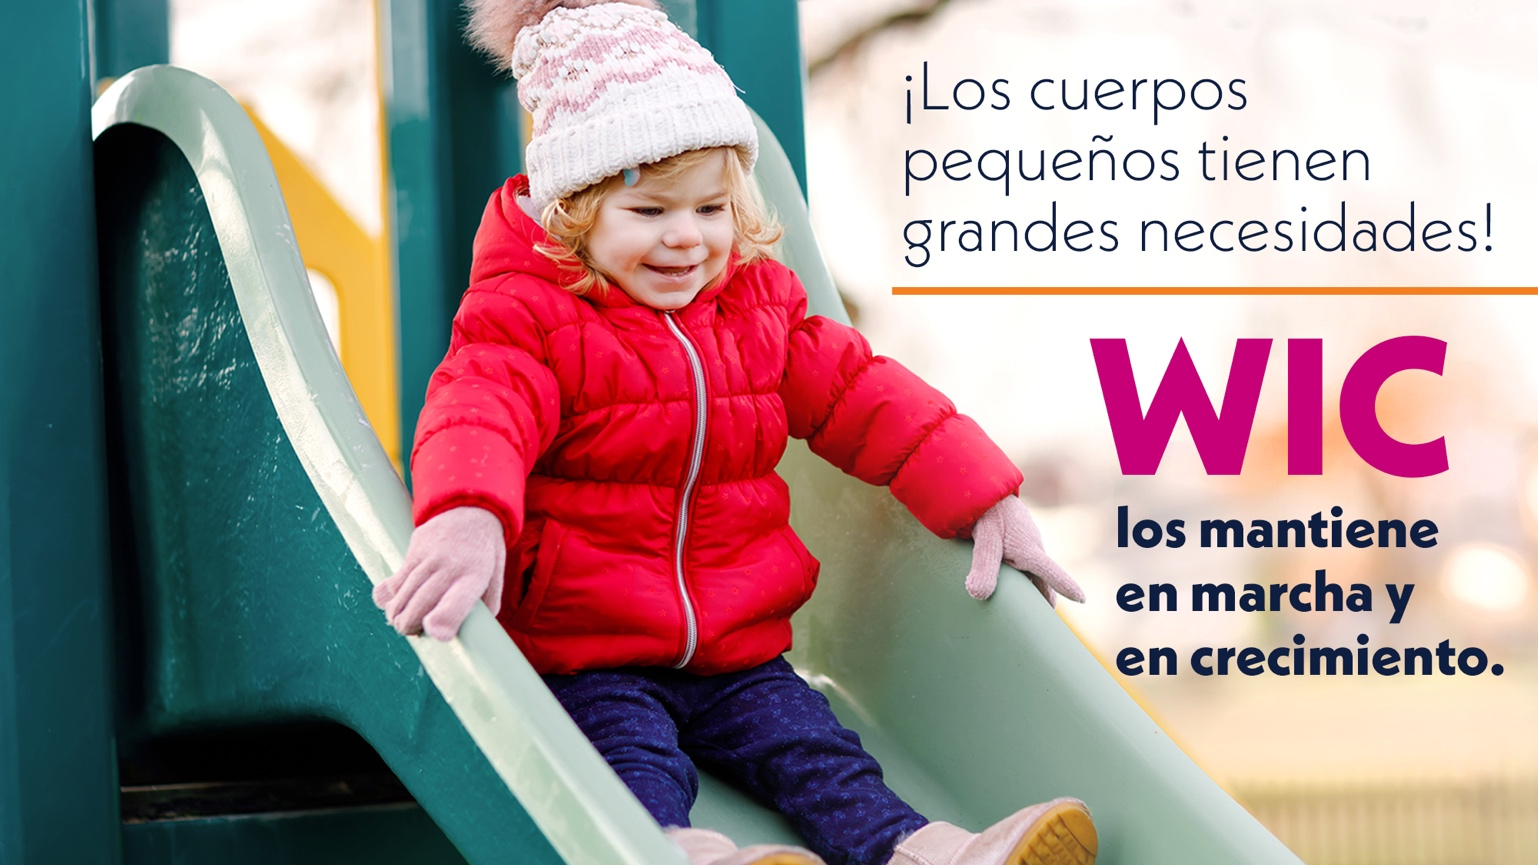 ¡Los cuerpos
pequeños tienen
grandes necesidades!
WIC
los mantiene
en marcha y
en crecimiento.